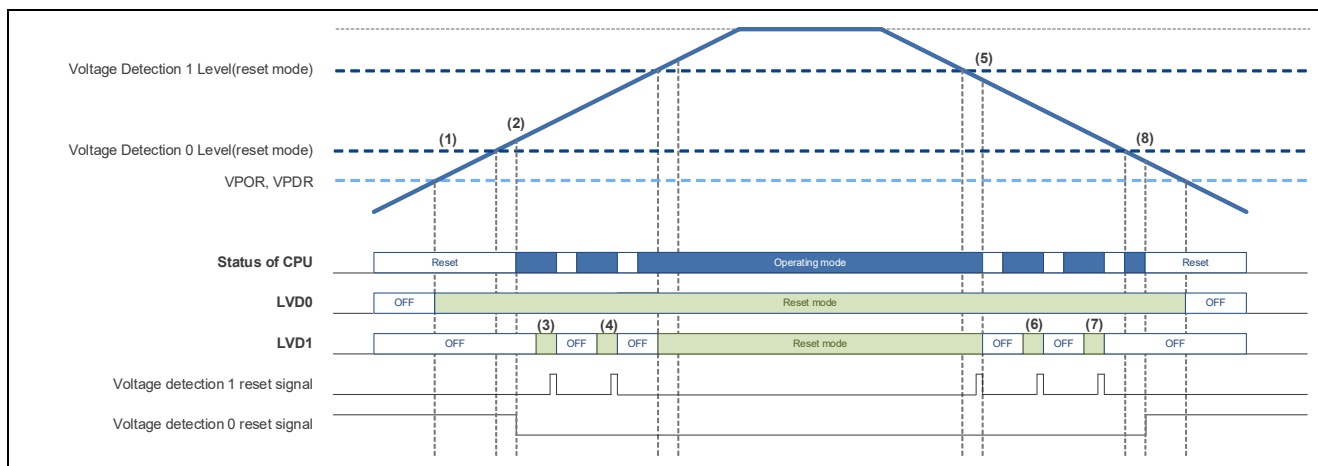 Voltage Detection 1 Level(reset mode)
(5)
(1)
(2)
(8)
Voltage Detection 0 Level(reset mode)
VPOR, VPDR
Status of CPU
Reset
Operating mode
Reset
LVD0
OFF
Reset mode
OFF
LVD1
OFF
(3)
OFF
(4)
OFF
Reset mode
OFF
(6)
OFF
(7)
OFF
Voltage detection 1 reset signal
Voltage detection 0 reset signal